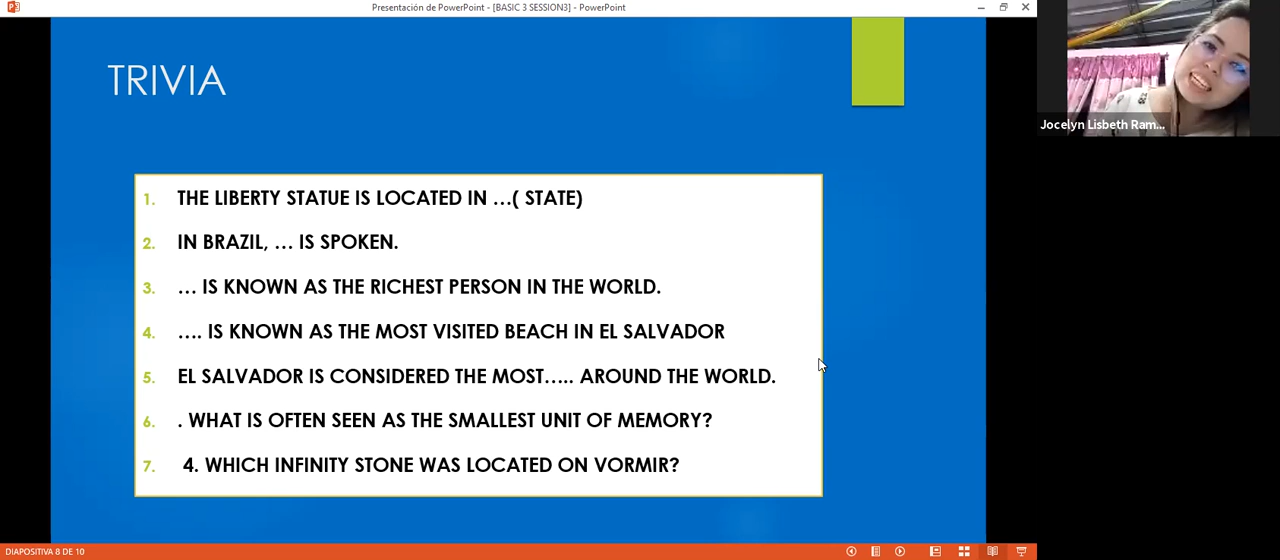 Presentación de PowerPoint - [BASIC 3 SESSION3] - PowerPoint
TRIVIA
1. THE LIBERTY STATUE IS LOCATED IN ...( STATE)
2. IN BRAZIL, ... IS SPOKEN.
3. ... IS KNOWN AS THE RICHEST PERSON IN THE WORLD.
4. .... IS KNOWN AS THE MOST VISITED BEACH IN EL SALVADOR
5. EL SALVADOR IS CONSIDERED THE MOST..... AROUND THE WORLD.
6. . WHAT IS OFTEN SEEN AS THE SMALLEST UNIT OF MEMORY?
7. 4. WHICH INFINITY STONE WAS LOCATED ON VORMIR?
Jocelyn Lisbeth Ram...
DIAPOSITIVA 8 DE 10